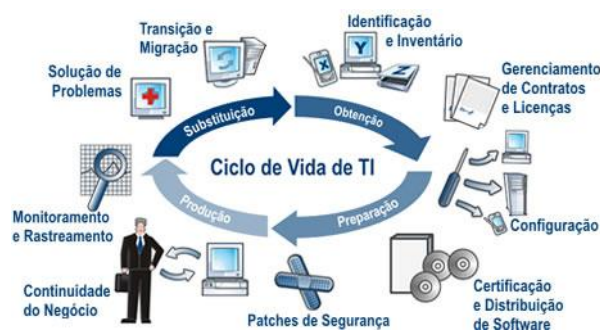 Transição e
Migração
Identificação
e Inventário
Solução de
Problemas
Gerenciamento
de Contratos
e Licenças
Substituição
Obtenção
Ciclo de Vida de TI
Produção
Preparação
Monitoramento
e Rastreamento
Configuração
Continuidade
do Negócio
Patches de Segurança
Certificação
e Distribuição
de Software
X
Y
Z